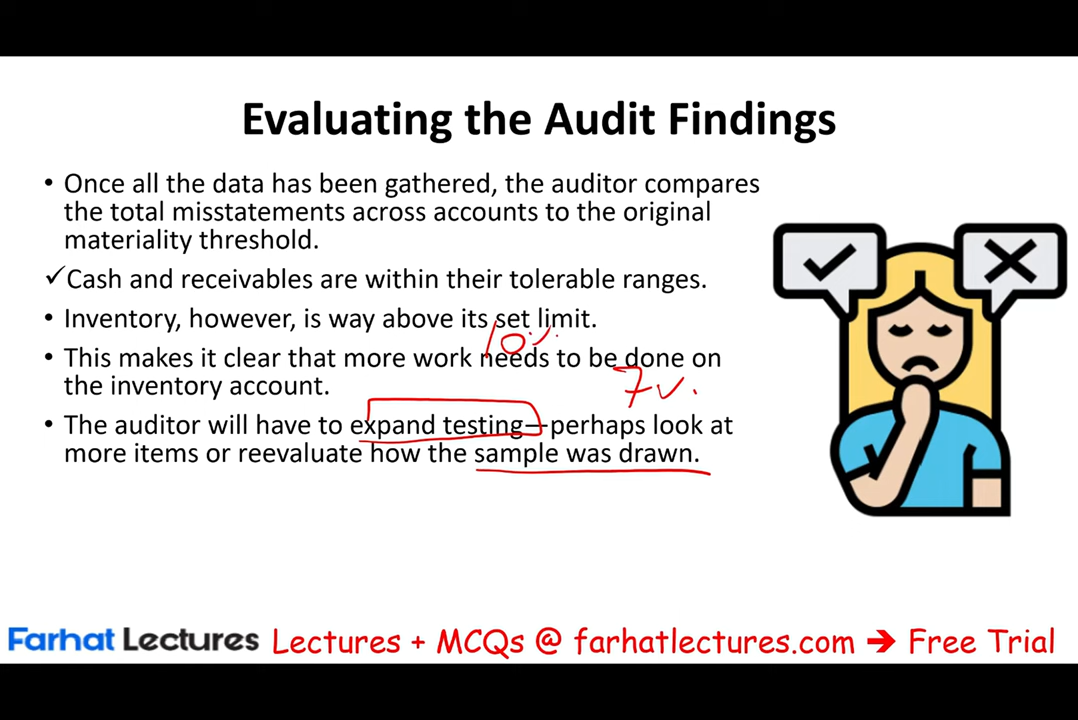 Evaluating the Audit Findings
• Once all the data has been gathered, the auditor compares
the total misstatements across accounts to the original
materiality threshold.
✓Cash and receivables are within their tolerable ranges.
• Inventory, however, is way above its set limit.
10%
• This makes it clear that more work needs to be done on
the inventory account.
• The auditor will have to expand testing—perhaps look at
more items or reevaluate how the sample was drawn.
Farhat Lectures Lectures + MCQs @ farhatlectures.com ➔ Free Trial